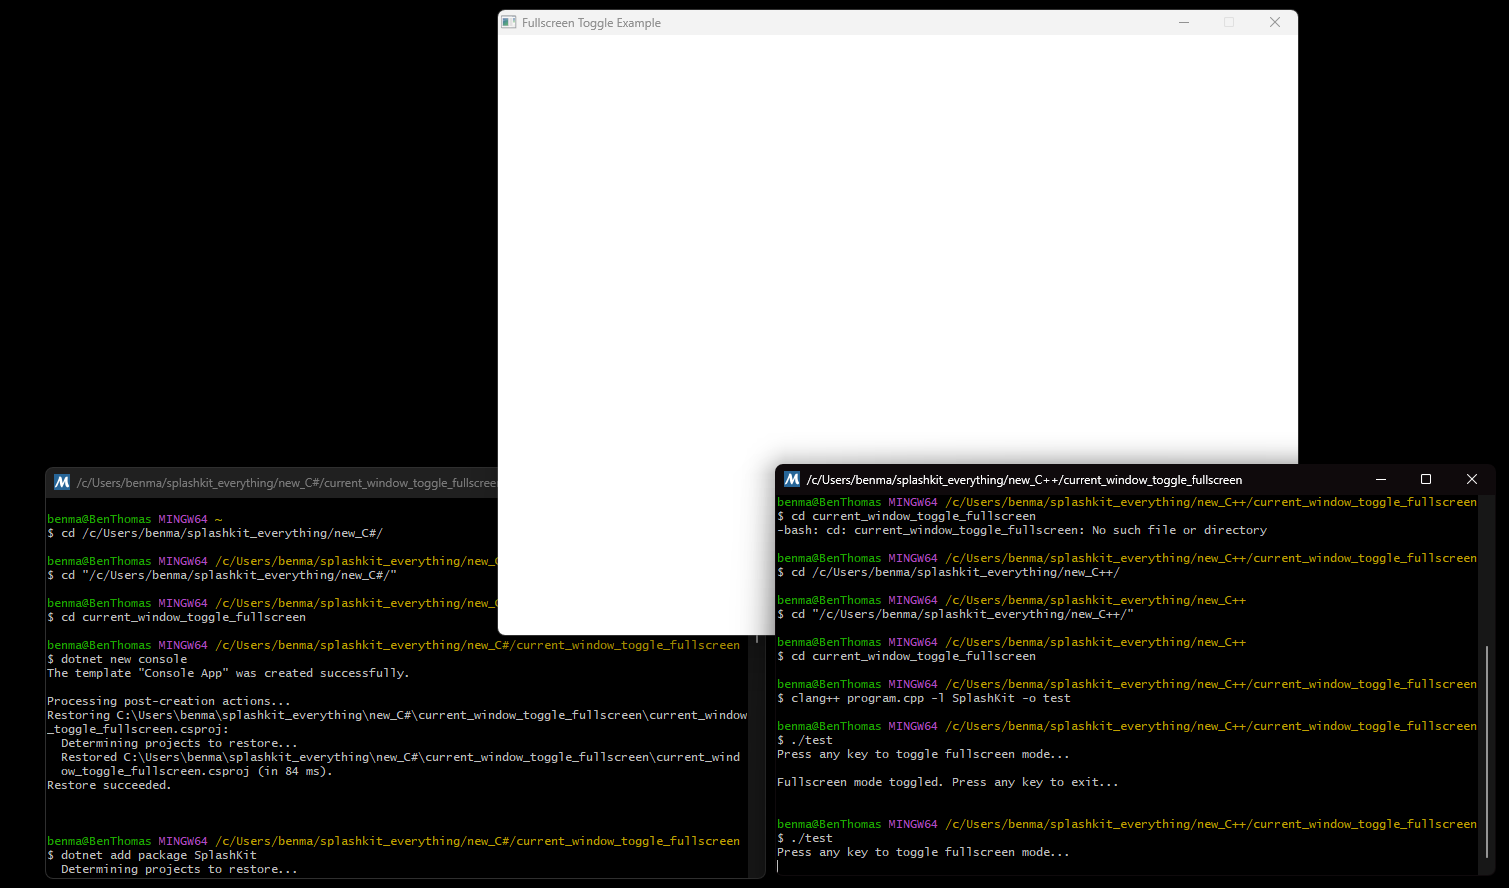 Fullscreen Toggle Example
/c/Users/benma/splashkit_everything/new_C#/current_window_toggle_fullscree
benma@BenThomas MINGW64 ~
$ cd /c/Users/benma/splashkit_everything/new_C#/
benma@BenThomas MINGW64 /c/Users/benma/splashkit_everything/new_
$ cd "/c/Users/benma/splashkit_everything/new_C#/"
benma@BenThomas MINGW64 /c/Users/benma/splashkit_everything/new_
$ cd current_window_toggle_fullscreen
benma@BenThomas MINGW64 /c/Users/benma/splashkit_everything/new_C#/current_window_toggle_fullscreen
$ dotnet new console
The template "Console App" was created successfully.
Processing post-creation actions...
Restoring C:\Users\benma\splashkit_everything\new_C#\current_window_toggle_fullscreen\current_window
_toggle_fullscreen.csproj:
Determining projects to restore...
Restored C:\Users\benma\splashkit_everything\new_C#\current_window_toggle_fullscreen\current_wind
ow_toggle_fullscreen.csproj (in 84 ms).
Restore succeeded.
benma@BenThomas MINGW64 /c/Users/benma/splashkit_everything/new_C#/current_window_toggle_fullscreen
$ dotnet add package SplashKit
Determining projects to restore...
/c/Users/benma/splashkit_everything/new_C++/current_window_toggle_fullscreen
benma@BenThomas MINGW64 /c/Users/benma/splashkit_everything/new_C++/current_window_toggle_fullscreen
$ cd current_window_toggle_fullscreen
-bash: cd: current_window_toggle_fullscreen: No such file or directory
benma@BenThomas MINGW64 /c/Users/benma/splashkit_everything/new_C++/current_window_toggle_fullscreen
$ cd /c/Users/benma/splashkit_everything/new_C++/
benma@BenThomas MINGW64 /c/Users/benma/splashkit_everything/new_C++
$ cd "/c/Users/benma/splashkit_everything/new_C++/"
benma@BenThomas MINGW64 /c/Users/benma/splashkit_everything/new_C++
$ cd current_window_toggle_fullscreen
benma@BenThomas MINGW64 /c/Users/benma/splashkit_everything/new_C++/current_window_toggle_fullscreen
$ clang++ program.cpp -l SplashKit -o test
benma@BenThomas MINGW64 /c/Users/benma/splashkit_everything/new_C++/current_window_toggle_fullscreen
$ ./test
Press any key to toggle fullscreen mode...
Fullscreen mode toggled. Press any key to exit...
benma@BenThomas MINGW64 /c/Users/benma/splashkit_everything/new_C++/current_window_toggle_fullscreen
$ ./test
Press any key to toggle fullscreen mode...